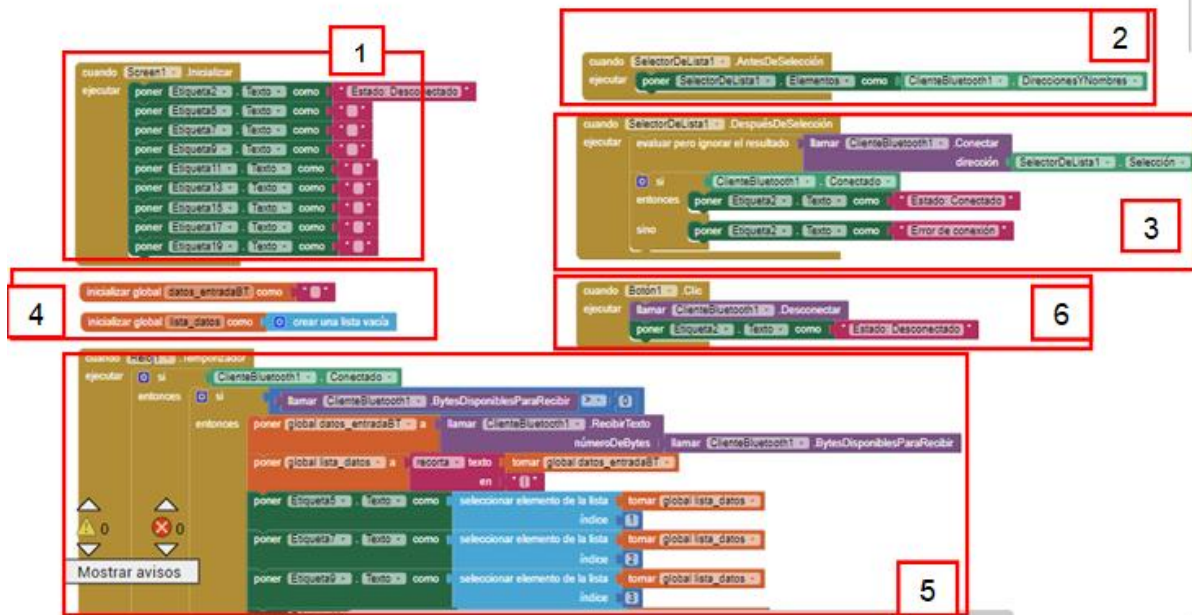 1
cuando Screen1 .Inicializar
ejecutar poner Etiqueta2 . Texto como " Estado: Desconectado "
poner Etiqueta5 . Texto como " "
poner Etiqueta7 . Texto como " "
poner Etiqueta9 . Texto como " "
poner Etiqueta11 . Texto como " "
poner Etiqueta13 . Texto como " "
poner Etiqueta15 . Texto como " "
poner Etiqueta17 . Texto como " "
poner Etiqueta19 . Texto como " "
2
cuando SelectorDeLista1 .AntesDeSelección
ejecutar poner SelectorDeLista1 . Elementos como ClienteBluetooth1 . DireccionesYNombres
cuando SelectorDeLista1 .DespuésDeSelección
ejecutar evaluar pero ignorar el resultado llamar ClienteBluetooth1 .Conectar
dirección SelectorDeLista1 . Selección
si ClienteBluetooth1 . Conectado
entonces poner Etiqueta2 . Texto como " Estado: Conectado "
sino poner Etiqueta2 . Texto como " Error de conexión "
3
4
inicializar global datos_entradaBT como " "
inicializar global lista_datos como crear una lista vacía
cuando Botón1 .Clic
ejecutar llamar ClienteBluetooth1 .Desconectar
poner Etiqueta2 . Texto como " Estado: Desconectado "
6
cuando .Temporizador
ejecutar si ClienteBluetooth1 . Conectado
entonces si llamar ClienteBluetooth1 .BytesDisponiblesParaRecibir > 0
entonces poner global datos_entradaBT a llamar ClienteBluetooth1 .RecibirTexto
númeroDeBytes llamar ClienteBluetooth1 .BytesDisponiblesParaRecibir
poner global lista_datos a recorta texto tomar global datos_entradaBT
en
poner Etiqueta5 . Texto como seleccionar elemento de la lista tomar global lista_datos
índice 1
poner Etiqueta7 . Texto como seleccionar elemento de la lista tomar global lista_datos
índice 2
poner Etiqueta9 . Texto como seleccionar elemento de la lista tomar global lista_datos
índice 3
0 0
Mostrar avisos
5